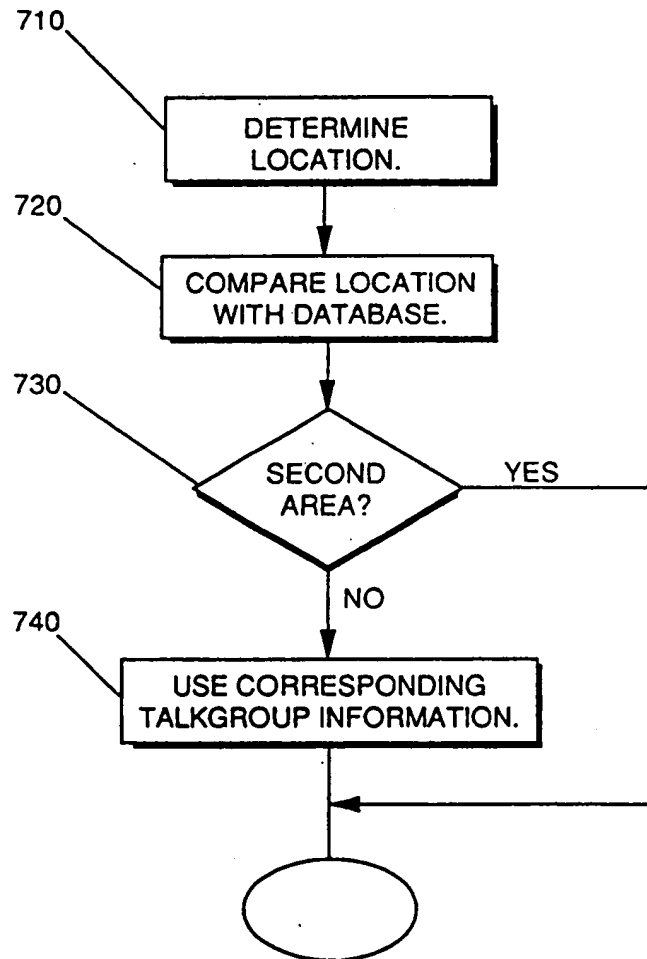 710
DETERMINE
LOCATION.
720
COMPARE LOCATION
WITH DATABASE.
730
SECOND
AREA?
YES
NO
740
USE CORRESPONDING
TALKGROUP INFORMATION.